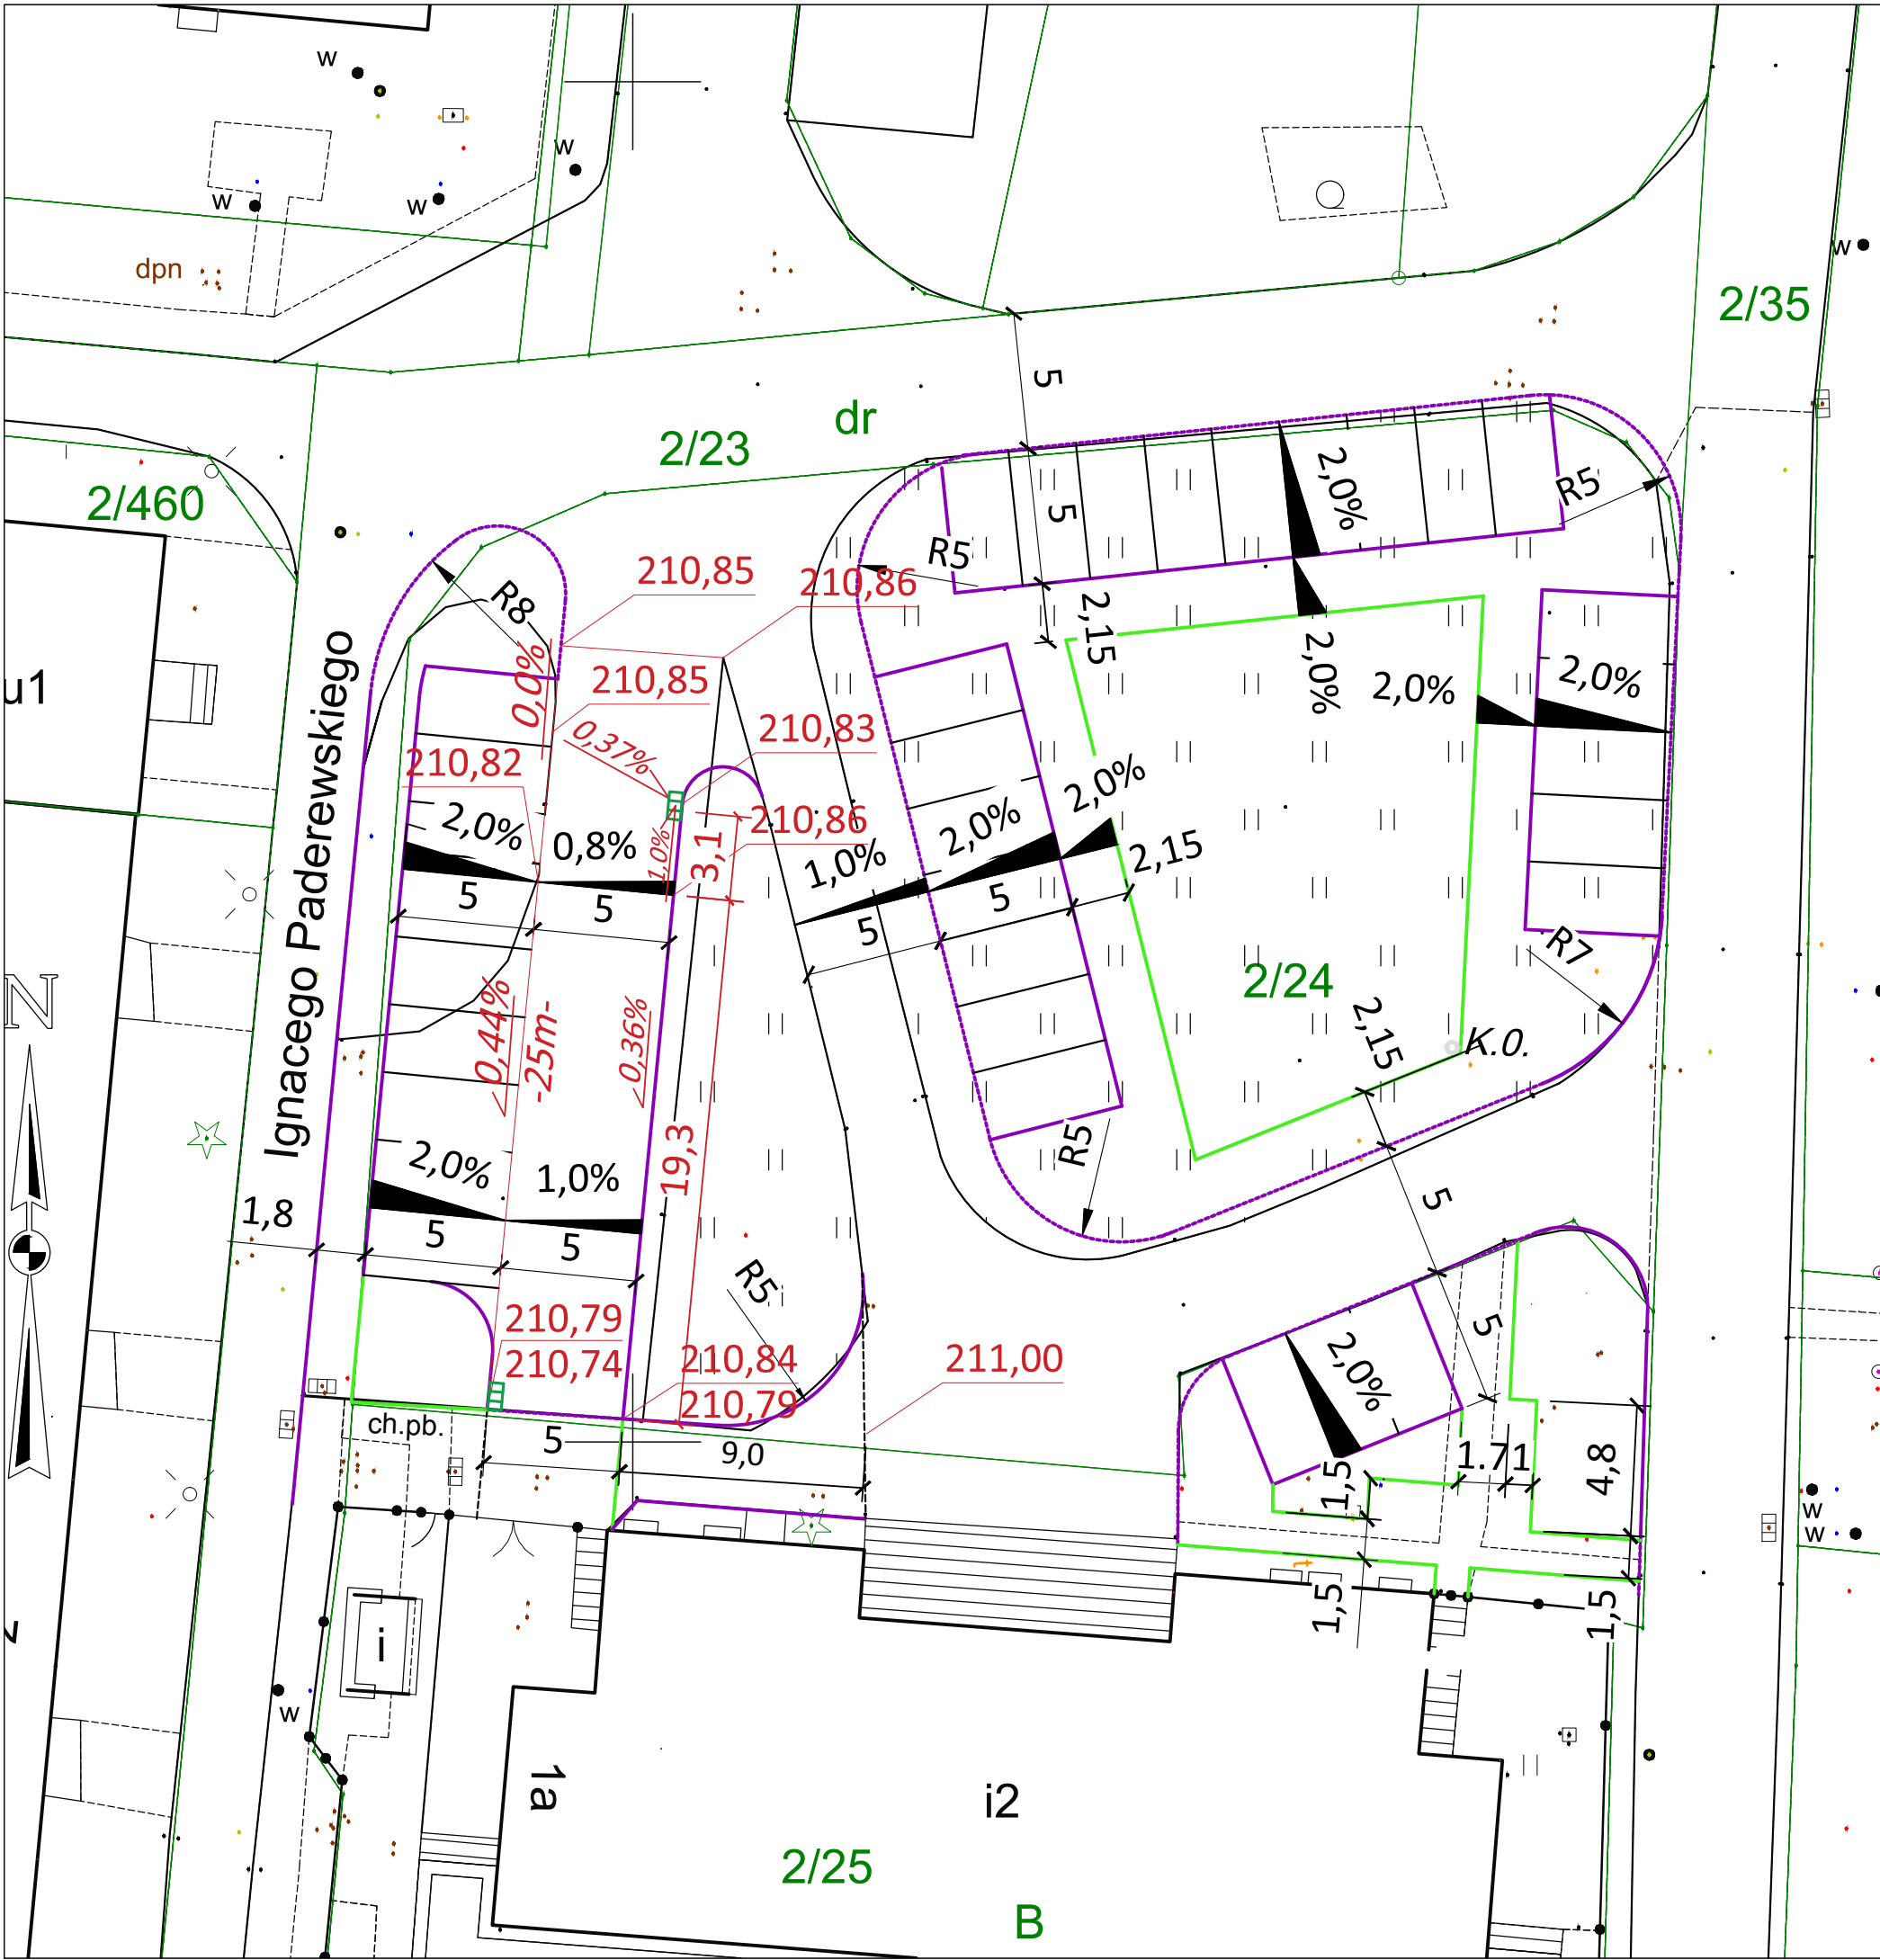 w
w
w
w
dpn
w
2/35
5
dr
2/23
2/460
2,0%
R5
5
R5
210,85
210,86
R8
2,15
0,0%
2,0%
2,0%
2,0%
u1
210,85
0,37%
210,83
210,82
2,0%
2,0%
0,8%
210,86
2,0%
1,0%
3,1
1,0%
2,15
5
5
5
5
Ignacego Paderewskiego
R7
2/24
N
0,44%
-25m-
0,36%
2,15
K.O.
19,3
R5
2,0%
1,0%
1,8
5
5
5
R5
5
210,79
210,74
210,84
210,79
211,00
2,0%
ch.pb.
5
9,0
1.71
1,5
4,8
w
w
t
1,5
1,5
i
w
1a
i2
2/25
B